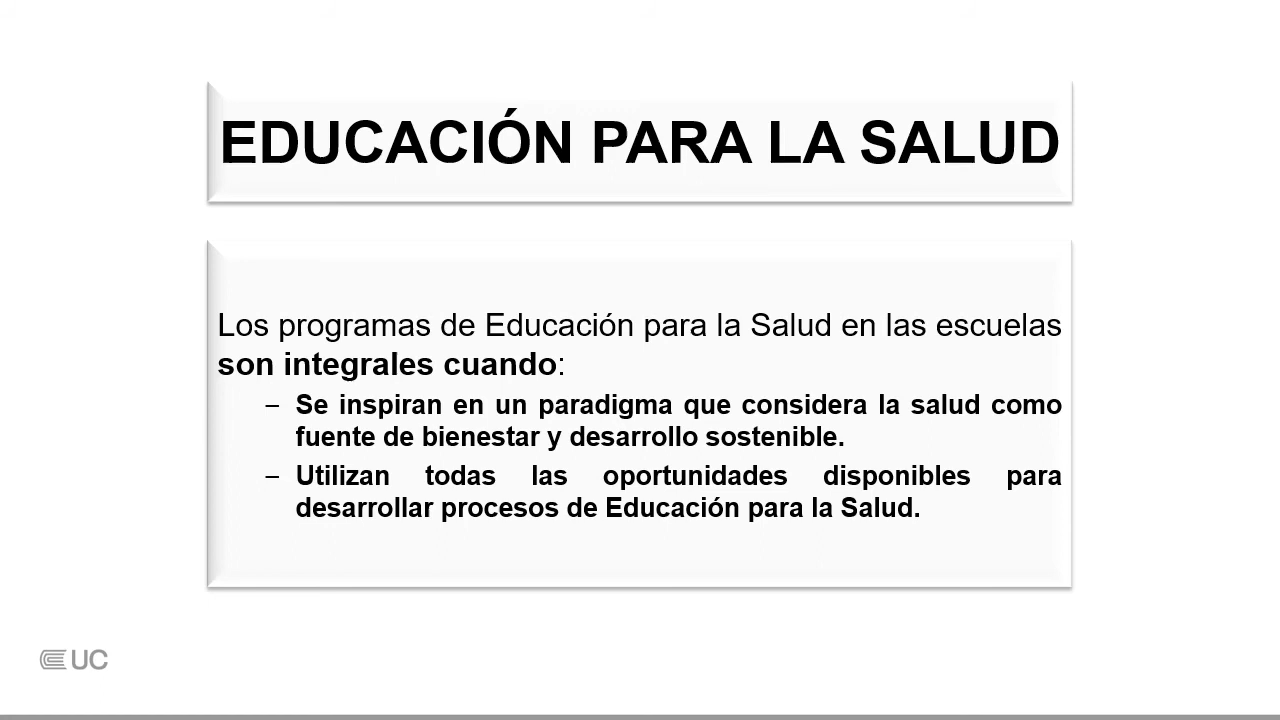 EDUCACIÓN PARA LA SALUD
Los programas de Educación para la Salud en las escuelas
son integrales cuando:
– Se inspiran en un paradigma que considera la salud como
fuente de bienestar y desarrollo sostenible.
– Utilizan todas las oportunidades disponibles para
desarrollar procesos de Educación para la Salud.
UC